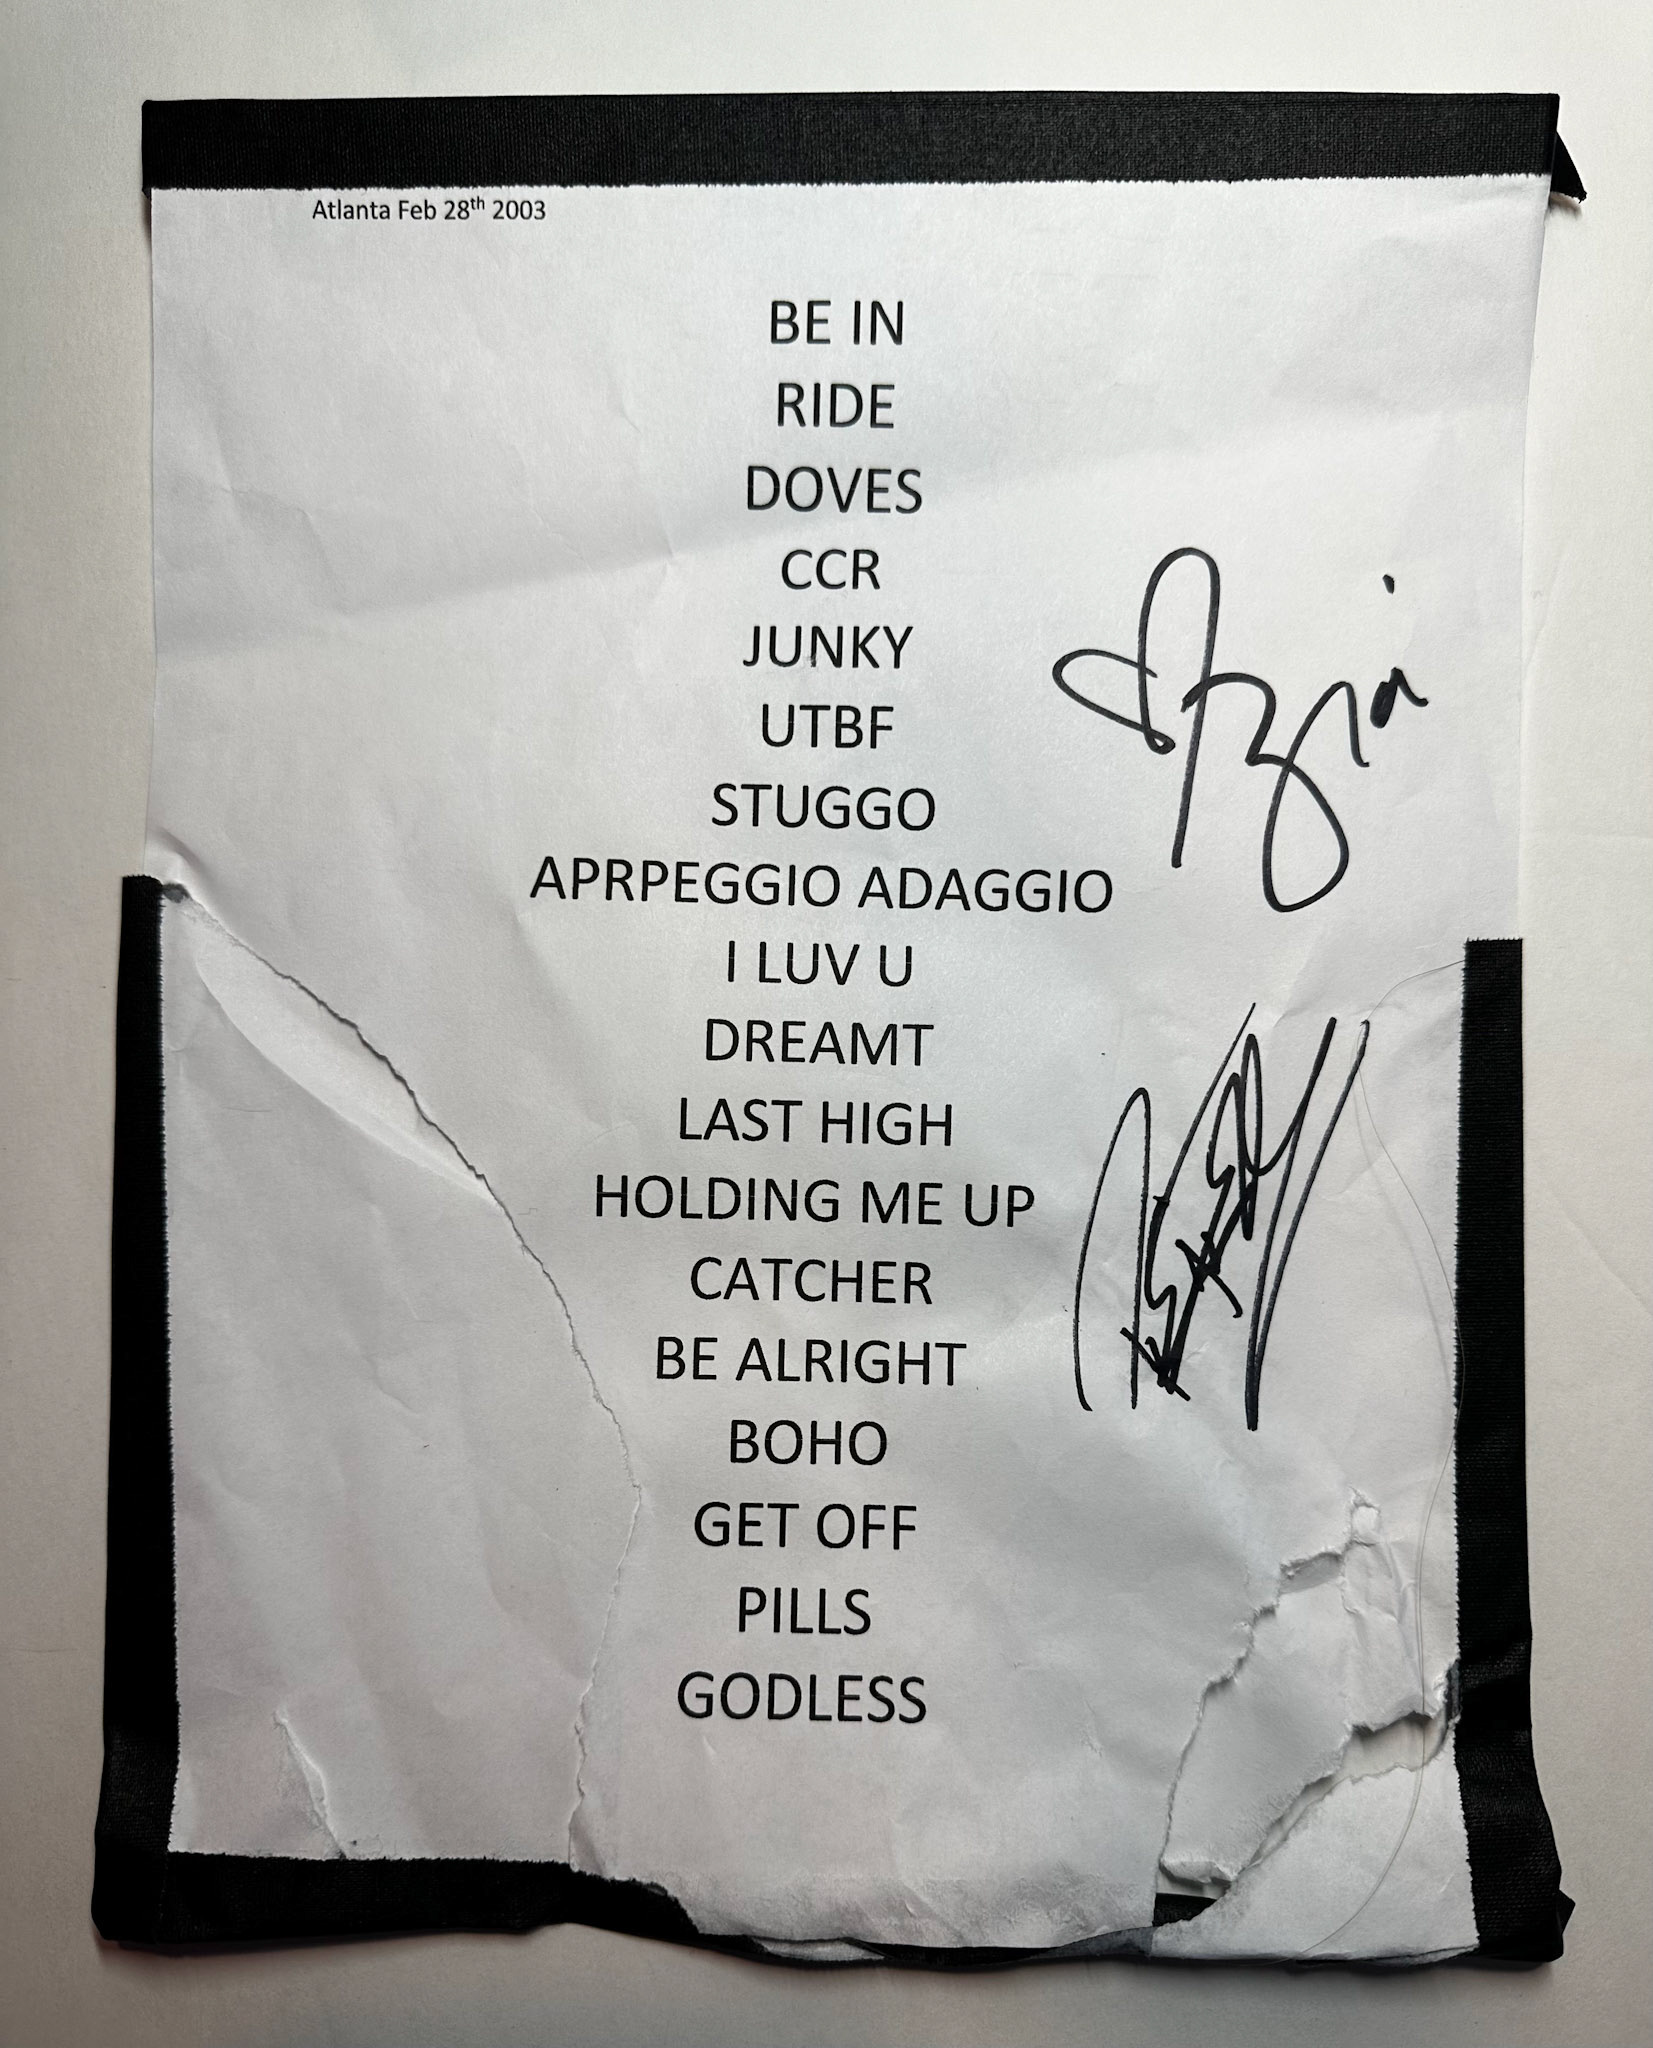 Atlanta Feb 28th 2003
BE IN
RIDE
DOVES
CCR
JUNKY
UTBF
STUGGO
APRPEGGIO ADAGGIO
I LUV U
DREAMT
LAST HIGH
HOLDING ME UP
CATCHER
BE ALRIGHT
BOHO
GET OFF
PILLS
GODLESS